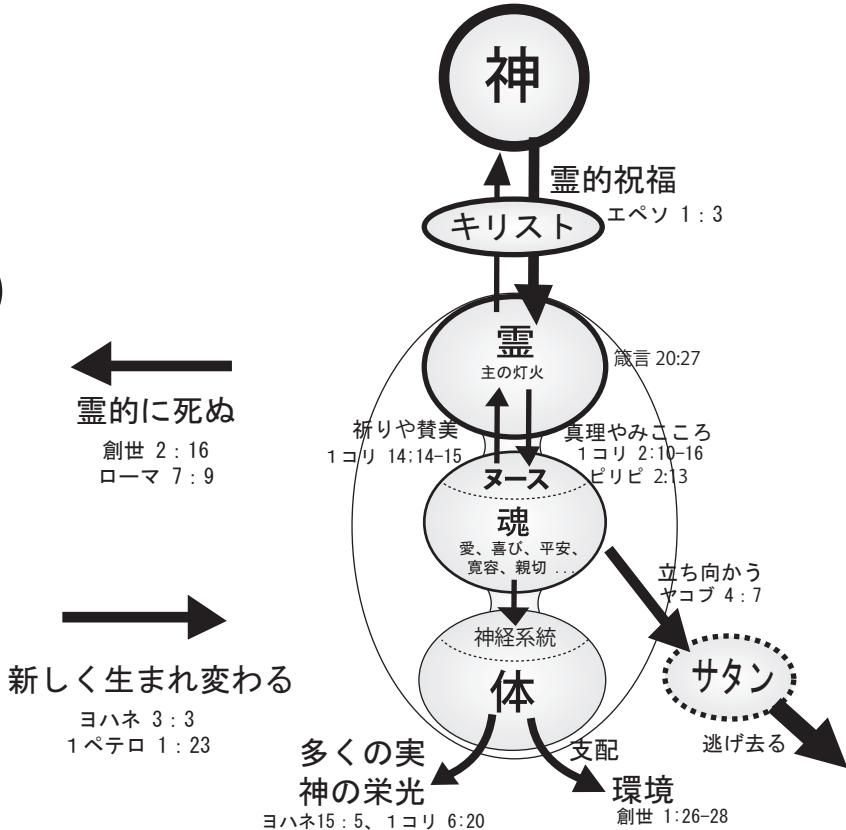 神
霊的祝福
エペソ 1：3
キリスト
霊
主の灯火
箴言 20:27
霊的に死ぬ
創世 2：16
ローマ 7：9
祈りや賛美
1コリ 14;14-15
真理やみこころ
1コリ 2:10-16
ピリピ 2:13
ヌース
魂
愛、喜び、平安、
寛容、親切 ...
立ち向かう
ヤコブ 4：7
神経系統
体
サタン
逃げ去る
新しく生まれ変わる
ヨハネ 3：3
1ペテロ 1：23
多くの実
神の栄光
ヨハネ15：5、1コリ 6:20
支配
環境
創世 1:26-28